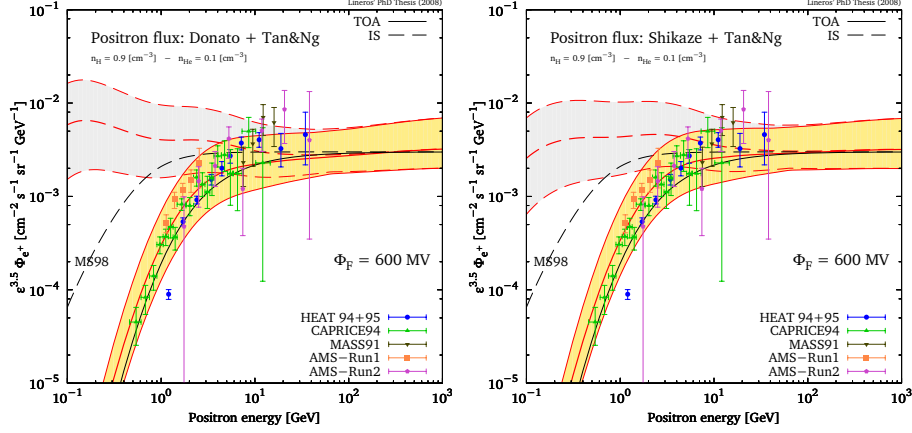 Lineros' PhD Thesis (2008)
TOA
IS
Positron flux: Donato + Tan&Ng
n_H = 0.9 [cm^-3] − n_He = 0.1 [cm^-3]
MS98
Φ_F = 600 MV
HEAT 94+95
CAPRICE94
MASS91
AMS−Run1
AMS−Run2
ε^3.5 Φ_e+ [cm^−2 s^−1 sr^−1 GeV^−1]
10^−1
10^−2
10^−3
10^−4
10^−5
10^−1 10^0 10^1 10^2 10^3
Positron energy [GeV]
Lineros' PhD Thesis (2008)
TOA
IS
Positron flux: Shikaze + Tan&Ng
n_H = 0.9 [cm^-3] − n_He = 0.1 [cm^-3]
MS98
Φ_F = 600 MV
HEAT 94+95
CAPRICE94
MASS91
AMS−Run1
AMS−Run2
ε^3.5 Φ_e+ [cm^−2 s^−1 sr^−1 GeV^−1]
10^−1
10^−2
10^−3
10^−4
10^−5
10^−1 10^0 10^1 10^2 10^3
Positron energy [GeV]